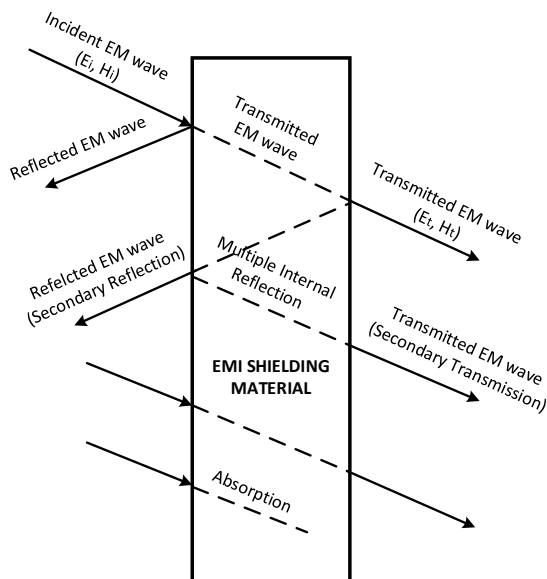 Incident EM wave
(Ei, Hi)
Reflected EM wave
Transmitted
EM wave
Transmitted EM wave
(Et, Ht)
Refelcted EM wave
(Secondary Reflection)
Multiple Internal
Reflection
Transmitted EM wave
(Secondary Transmission)
EMI SHIELDING
MATERIAL
Absorption